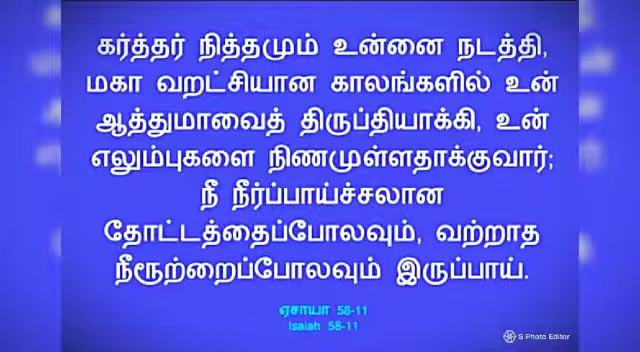 கர்த்தர் நித்தமும் உன்னை நடத்தி,
மகா வறட்சியான காலங்களில் உன்
ஆத்துமாவைத் திருப்தியாக்கி, உன்
எலும்புகளை நிணமுள்ளதாக்குவார்;
நீ நீர்ப்பாய்ச்சலான
தோட்டத்தைப்போலவும், வற்றாத
நீரூற்றைப்போலவும் இருப்பாய்.
ஏசாயா 58-11
Isaiah 58-11
S Photo Editor